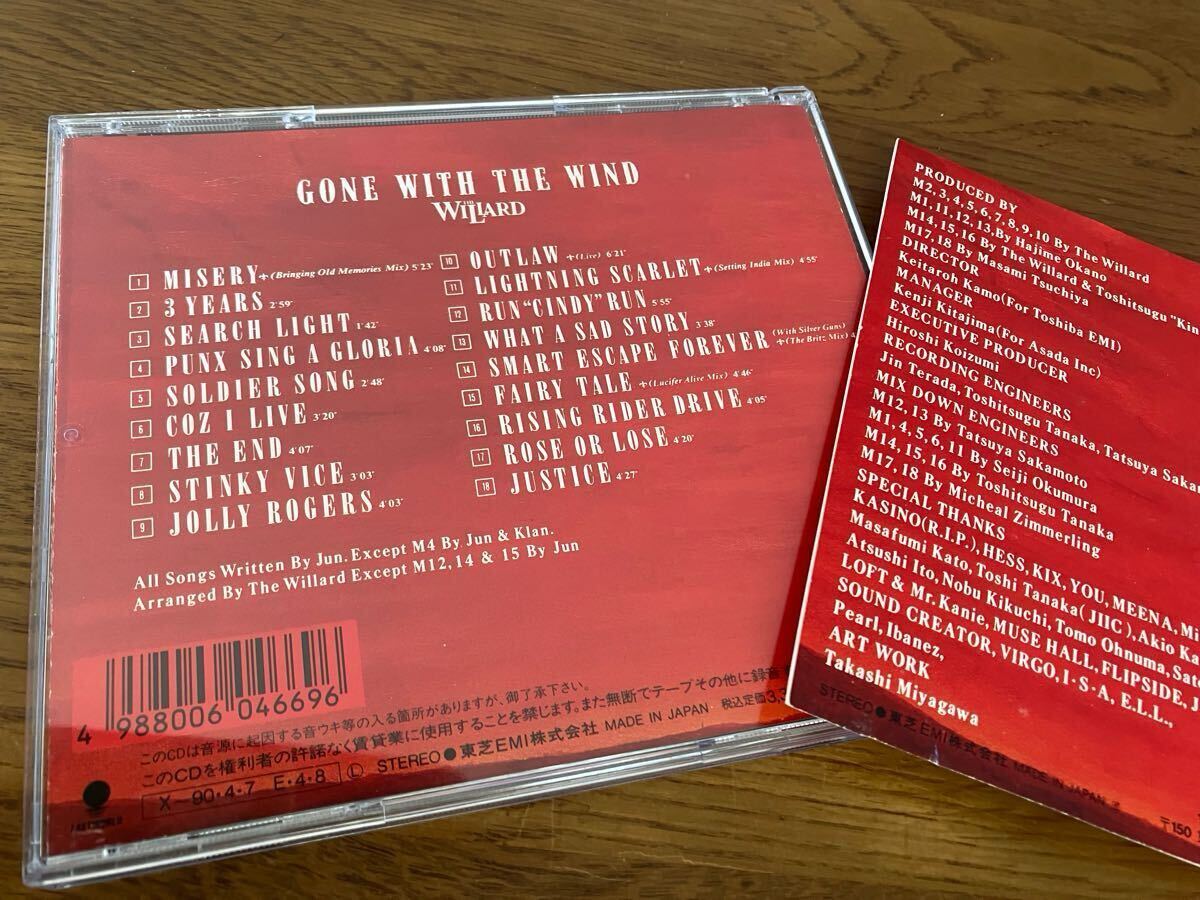 GONE WITH THE WIND
THE WILLARD
1 MISERY (Bringing Old Memories Mix) 5'23"
2 3 YEARS 2'59"
3 SEARCH LIGHT 1'42"
4 PUNX SING A GLORIA 4'08"
5 SOLDIER SONG 2'48"
6 COZ I LIVE 3'20"
7 THE END 4'07"
8 STINKY VICE 3'03"
9 JOLLY ROGERS 4'03"
10 OUTLAW (Live) 6'21"
11 LIGHTNING SCARLET (Setting India Mix) 4'55"
12 RUN "CINDY" RUN 5'55"
13 WHAT A SAD STORY 3'38"
14 SMART ESCAPE FOREVER (With Silver Guns) (The Britz Mix)
15 FAIRY TALE (Lucifer Alive Mix) 4'46"
16 RISING RIDER DRIVE 4'05"
17 ROSE OR LOSE 4'20"
18 JUSTICE 4'27"
All Songs Written By Jun. Except M4 By Jun & Klan.
Arranged By The Willard Except M12, 14 & 15 By Jun
4 988006 046696
このCDは音源に起因する音ウキ等の入る箇所がありますが、御了承下さい。
このCDを権利者の許諾なく賃貸業に使用することを禁じます。また無断でテープその他に録音
X-90・4・7 E・4・8 Ⓛ STEREO ● 東芝EMI株式会社 MADE IN JAPAN 税込定価3,3
PRODUCED BY
M2, 3, 4, 5, 6, 7, 8, 9, 10 By The Willard
M1, 11, 12, 13, By Hajime Okano
M14, 15, 16 By The Willard & Toshitsugu "Kin
M17, 18 By Masami Tsuchiya
DIRECTOR
Keitaroh Kamo(For Toshiba EMI)
MANAGER
Kenji Kitajima(For Asada Inc)
EXECUTIVE PRODUCER
Hiroshi Koizumi
RECORDING ENGINEERS
Jin Terada, Toshitsugu Tanaka, Tatsuya Saka
MIX DOWN ENGINEERS
M12, 13 By Tatsuya Sakamoto
M1, 4, 5, 6, 11 By Seiji Okumura
M14, 15, 16 By Toshitsugu Tanaka
M17, 18 By Micheal Zimmerling
SPECIAL THANKS
KASINO(R.I.P.), HESS, KIX, YOU, MEENA, Mi
Masafumi Kato, Toshi Tanaka( JIIC ), Akio Ka
Atsushi Ito, Nobu Kikuchi, Tomo Ohnuma, Sato
LOFT & Mr. Kanie, MUSE HALL, FLIPSIDE, J
SOUND CREATOR, VIRGO, I・S・A, E.L.L.,
Pearl, Ibanez,
ART WORK
Takashi Miyagawa
STEREO ● 東芝EMI株式会社 MADE IN JAPAN
〒150